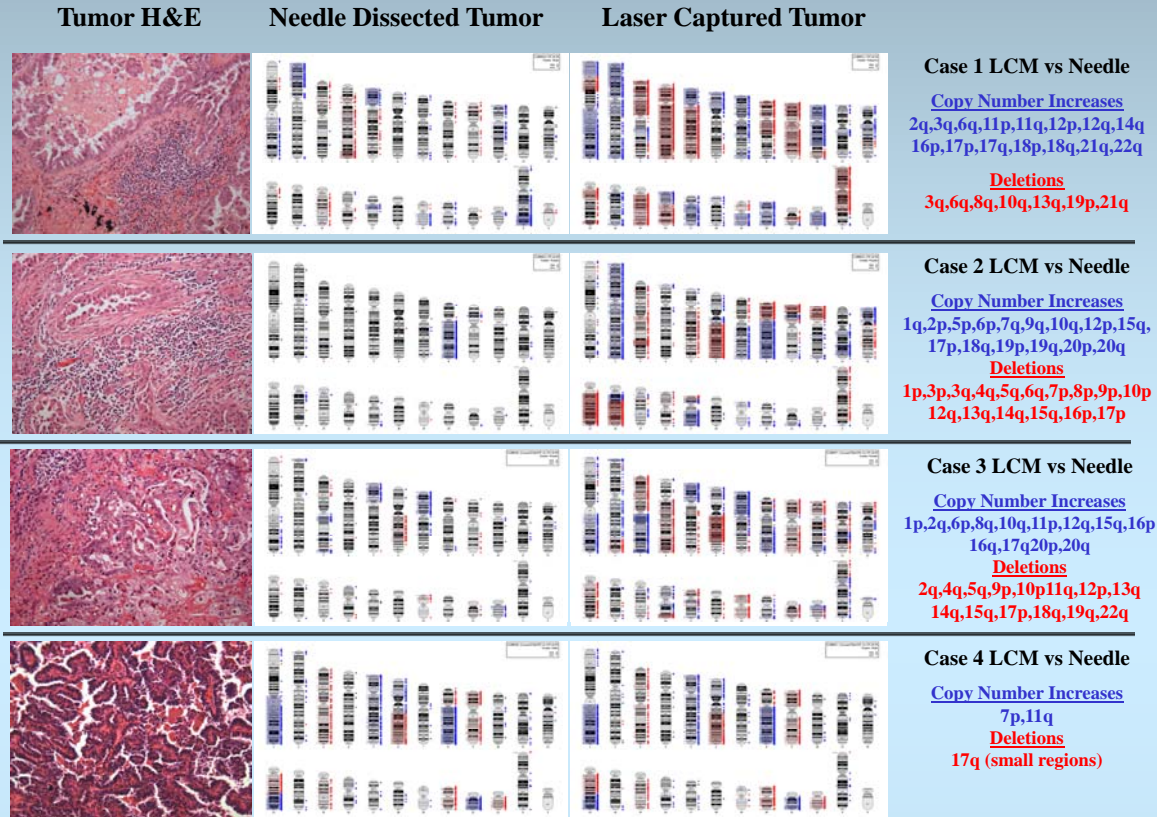 Tumor H&E
Needle Dissected Tumor
Laser Captured Tumor
Case 1 LCM vs Needle
Copy Number Increases
2q,3q,6q,11p,11q,12p,12q,14q
16p,17p,17q,18p,18q,21q,22q
Deletions
3q,6q,8q,10q,13q,19p,21q
Case 2 LCM vs Needle
Copy Number Increases
1q,2p,5p,6p,7q,9q,10q,12p,15q,
17p,18q,19p,19q,20p,20q
Deletions
1p,3p,3q,4q,5q,6q,7p,8p,9p,10p
12q,13q,14q,15q,16p,17p
Case 3 LCM vs Needle
Copy Number Increases
1p,2q,6p,8q,10q,11p,12q,15q,16p
16q,17q20p,20q
Deletions
2q,4q,5q,9p,10p11q,12p,13q
14q,15q,17p,18q,19q,22q
Case 4 LCM vs Needle
Copy Number Increases
7p,11q
Deletions
17q (small regions)